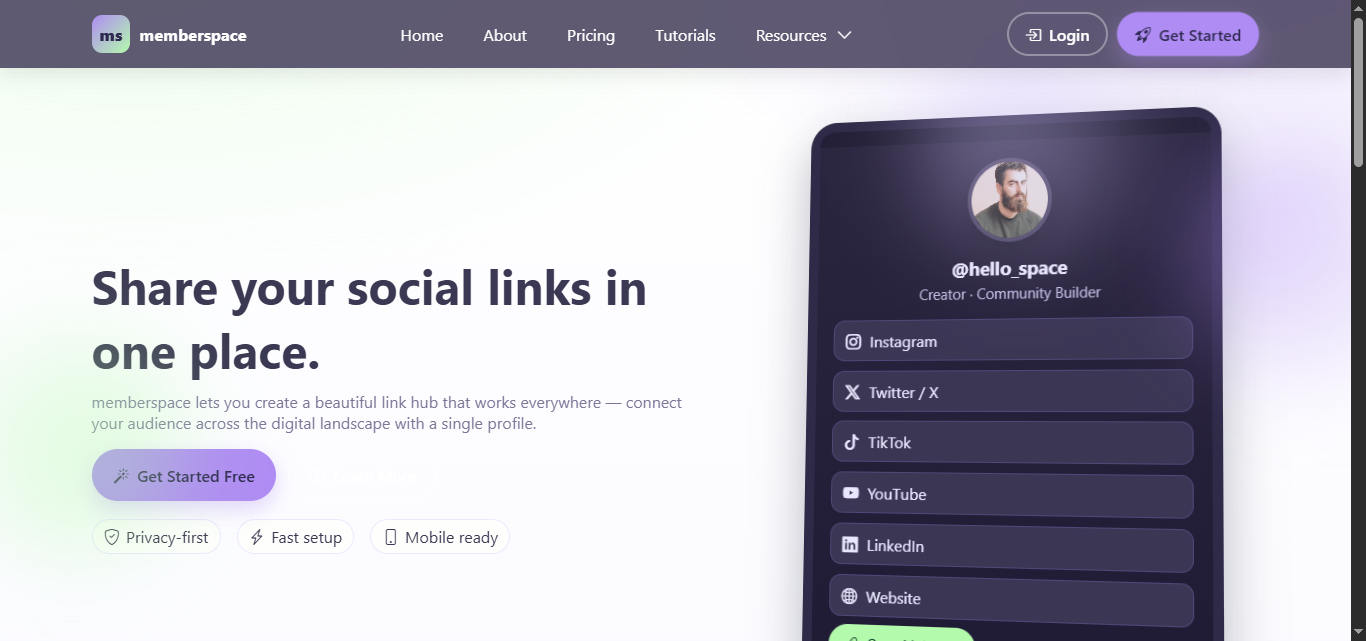 ms memberspace
Home
About
Pricing
Tutorials
Resources
Login
Get Started
Share your social links in
one place.
memberspace lets you create a beautiful link hub that works everywhere — connect
your audience across the digital landscape with a single profile.
Get Started Free
Learn More
Privacy-first
Fast setup
Mobile ready
@hello_space
Creator · Community Builder
Instagram
Twitter / X
TikTok
YouTube
LinkedIn
Website